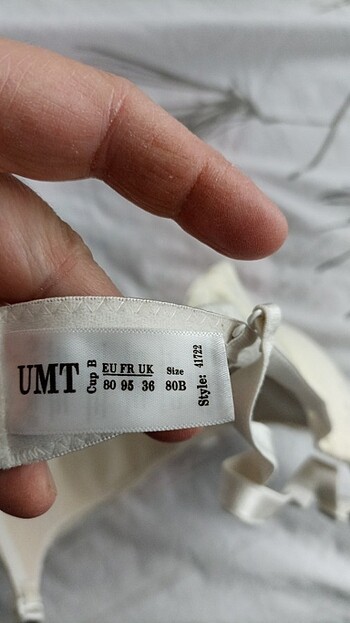 UMT
Cup B
EU FR UK
80 95 36
Size
80B
Style: 41722